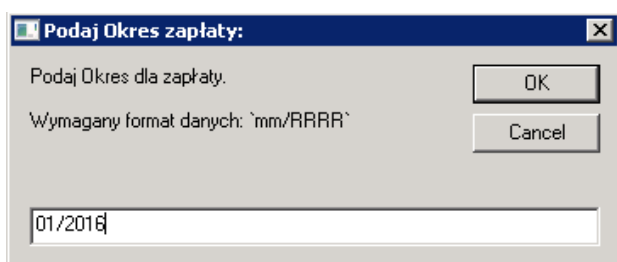 Podaj Okres zapłaty:
Podaj Okres dla zapłaty.
OK
Wymagany format danych: `mm/RRRR`
Cancel
01/2016